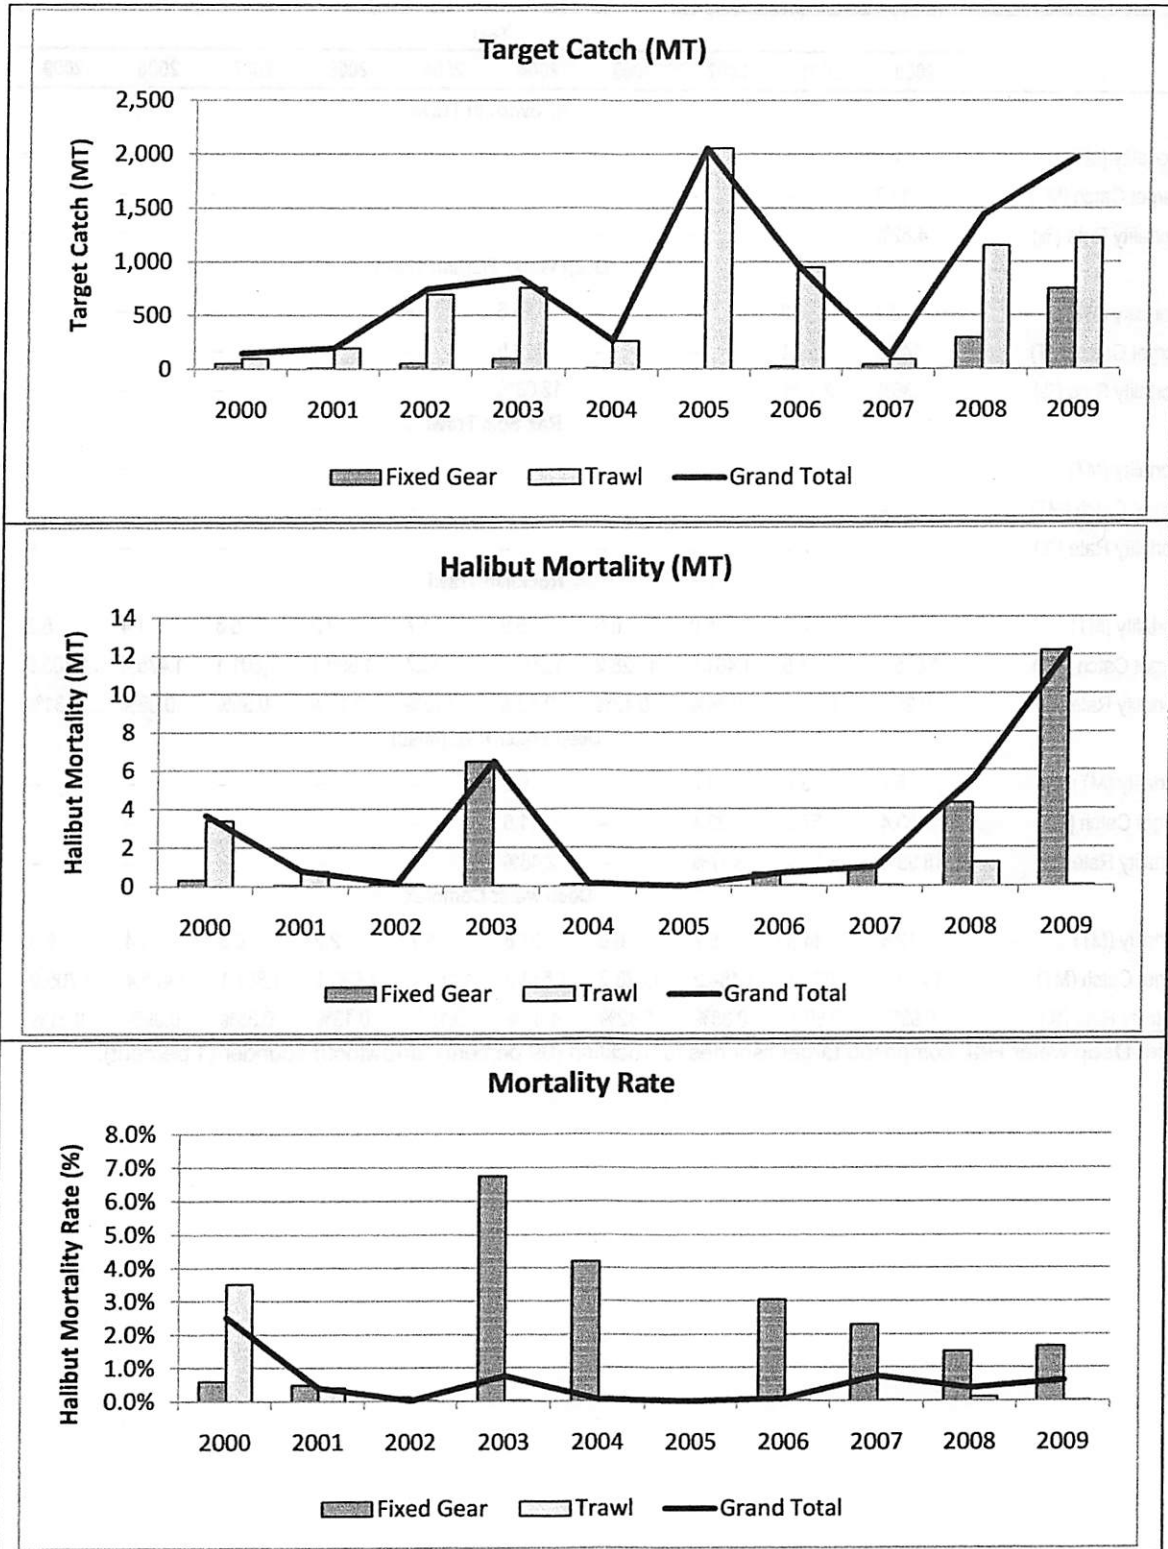 Target Catch (MT)
Target Catch (MT)
2,500
2,000
1,500
1,000
500
0
2000 2001 2002 2003 2004 2005 2006 2007 2008 2009
Fixed Gear Trawl Grand Total
Halibut Mortality (MT)
Halibut Mortality (MT)
14
12
10
8
6
4
2
0
2000 2001 2002 2003 2004 2005 2006 2007 2008 2009
Fixed Gear Trawl Grand Total
Mortality Rate
Halibut Mortality Rate (%)
8.0%
7.0%
6.0%
5.0%
4.0%
3.0%
2.0%
1.0%
0.0%
2000 2001 2002 2003 2004 2005 2006 2007 2008 2009
Fixed Gear Trawl Grand Total